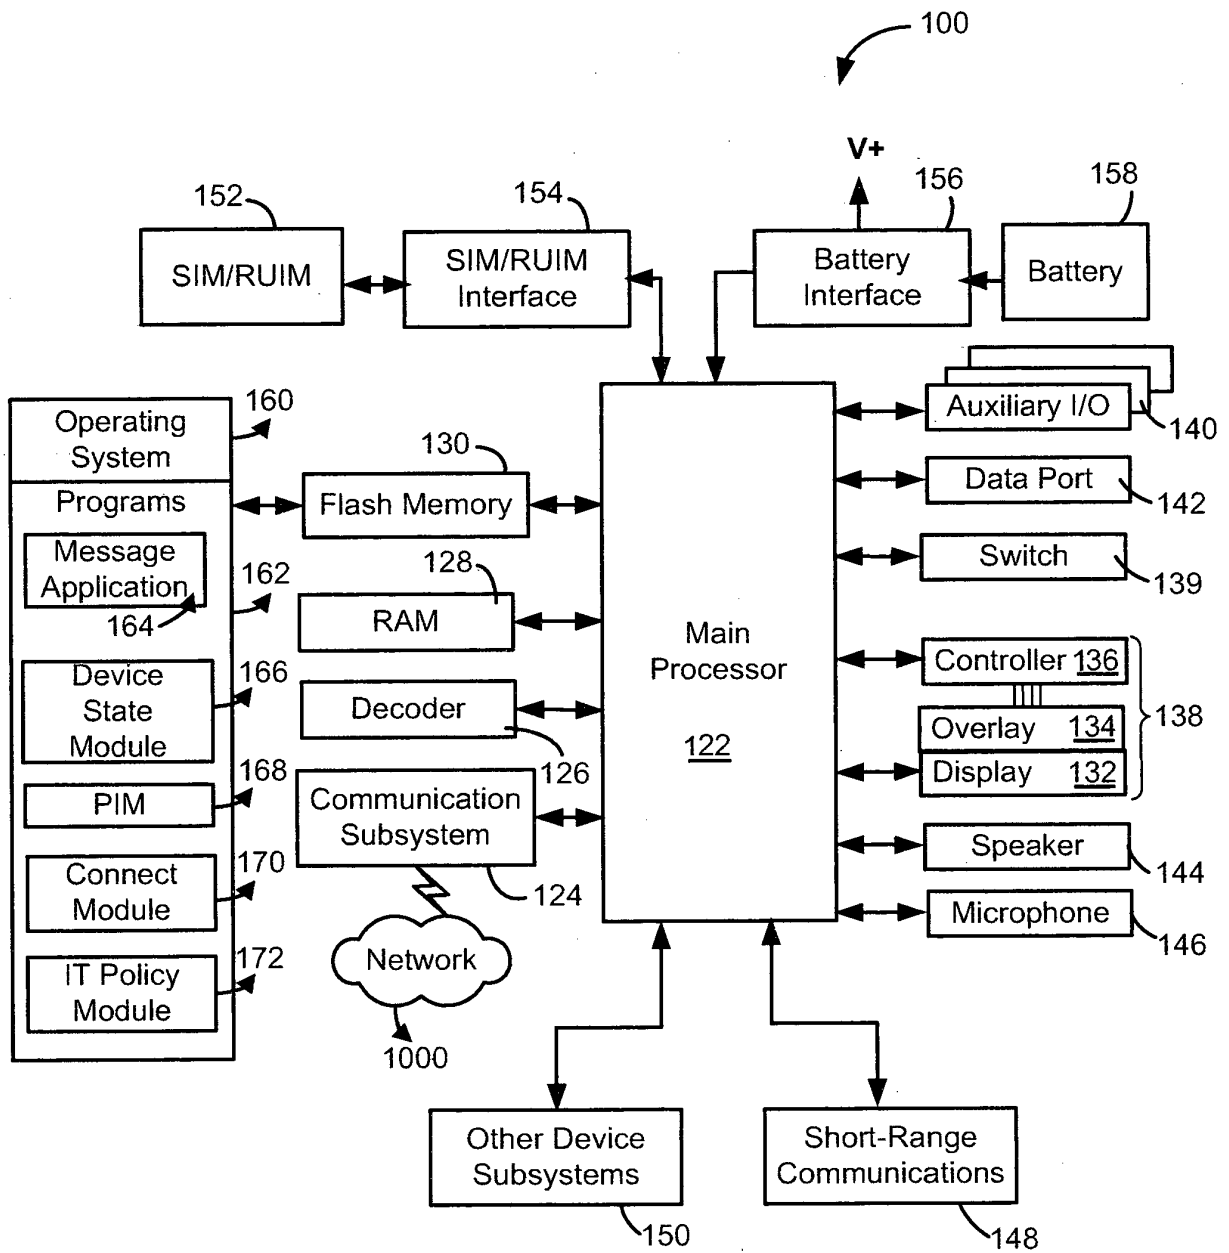 100
V+
152
154
156
158
SIM/RUIM
SIM/RUIM
Interface
Battery
Interface
Battery
Operating
System
160
Programs
Message
Application
164
162
Device
State
Module
166
PIM
168
Connect
Module
170
IT Policy
Module
172
130
Flash Memory
128
RAM
Decoder
126
Communication
Subsystem
124
Network
1000
Main
Processor
122
Auxiliary I/O
140
Data Port
142
Switch
139
Controller 136
Overlay 134
Display 132
138
Speaker
144
Microphone
146
Other Device
Subsystems
150
Short-Range
Communications
148